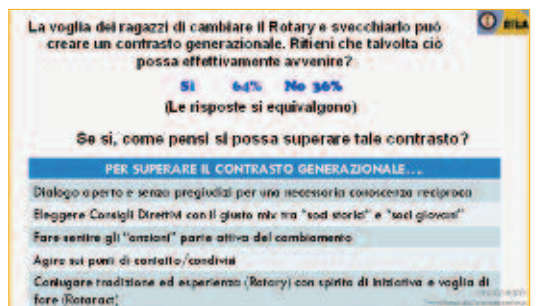 La voglia dei ragazzi di cambiare il Rotary e svecchiarlo può
creare un contrasto generazionale. Ritieni che talvolta ciò
possa effettivamente avvenire?
Si 64% No 36%
(Le risposte si equivalgono)
Se si, come pensi si possa superare tale contrasto?
PER SUPERARE IL CONTRASTO GENERAZIONALE...
Dialogo aperto e senza pregiudizi per una necessaria conoscenza reciproca
Eleggere Consigli Direttivi con il giusto mix tra "soci storici" e "soci giovani"
Fare sentire gli "anziani" parte attiva del cambiamento
Agire sui punti di contatto/condivisi
Coniugare tradizione ed esperienza (Rotary) con spirito di iniziativa e voglia di
fare (Rotaract)